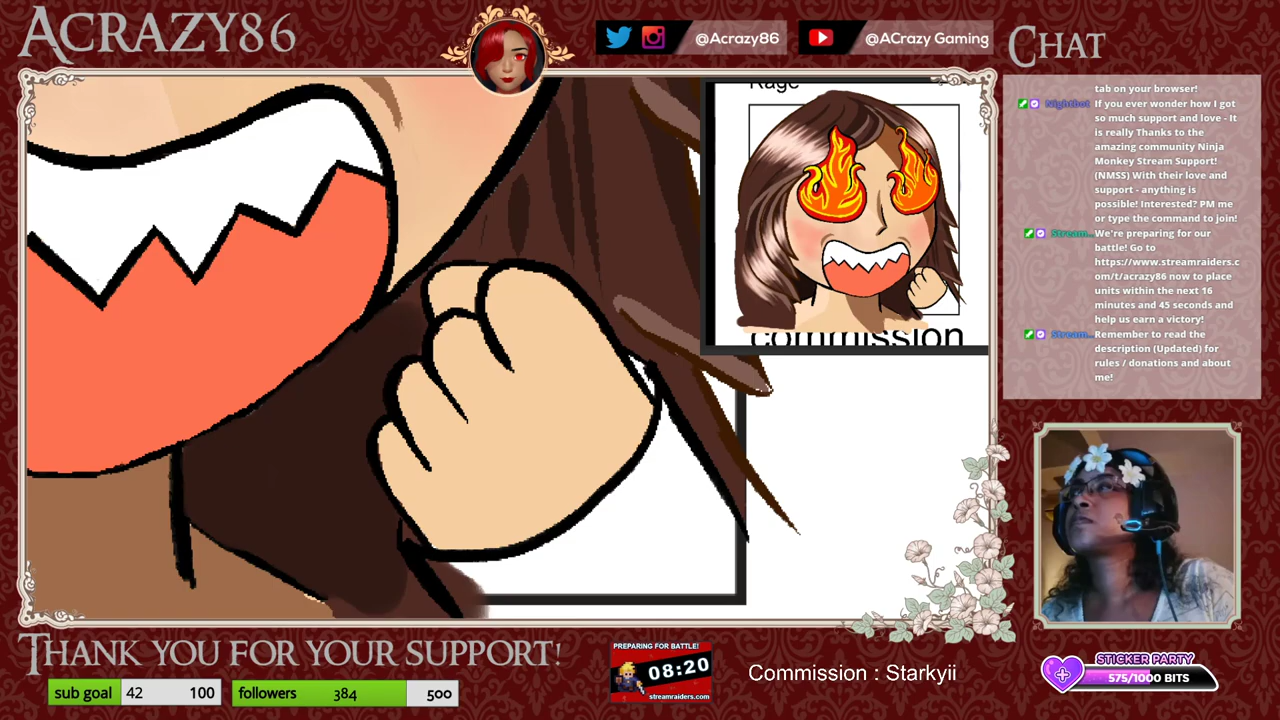 Acrazy86
@Acrazy86
@ACrazy Gaming
Chat
Rage
commission
tab on your browser!
Nightbot If you ever wonder how I got
so much support and love - It
is really Thanks to the
amazing community Ninja
Monkey Stream Support!
(NMSS) With their love and
support - anything is
possible! Interested? PM me
or type the command to join!
Stream... We're preparing for our
battle! Go to
https://www.streamraiders.c
om/t/acrazy86 now to place
units within the next 16
minutes and 45 seconds and
help us earn a victory!
Stream... Remember to read the
description (Updated) for
rules / donations and about
me!
Thank you for your support!
sub goal 42 100
followers 384 500
PREPARING FOR BATTLE!
08:20
streamraiders.com
Commission : Starkyii
STICKER PARTY
575/1000 BITS